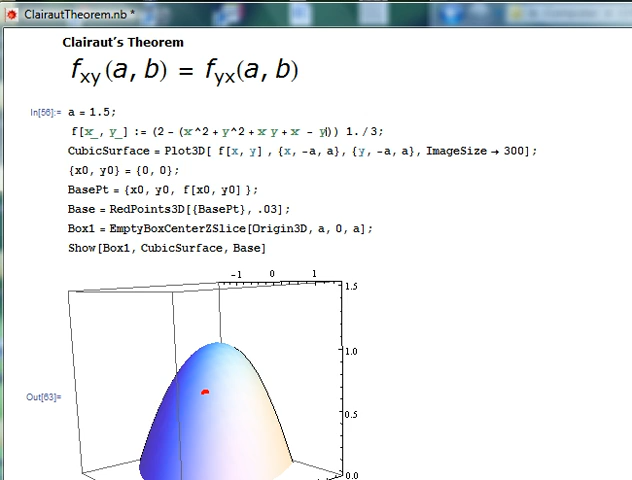 ClairautTheorem.nb *
Clairaut's Theorem
fxy(a, b) = fyx(a, b)
In[56]:= a = 1.5;
f[x_, y_] := (2 - (x^2 + y^2 + x y + x - y)) 1. / 3;
CubicSurface = Plot3D[ f[x, y] , {x, -a, a}, {y, -a, a}, ImageSize → 300];
{x0, y0} = {0, 0};
BasePt = {x0, y0, f[x0, y0] };
Base = RedPoints3D[{BasePt}, .03];
Box1 = EmptyBoxCenterZSlice[Origin3D, a, 0, a];
Show[Box1, CubicSurface, Base]
-1 0 1
1.5
1.0
Out[63]=
0.5
0.0